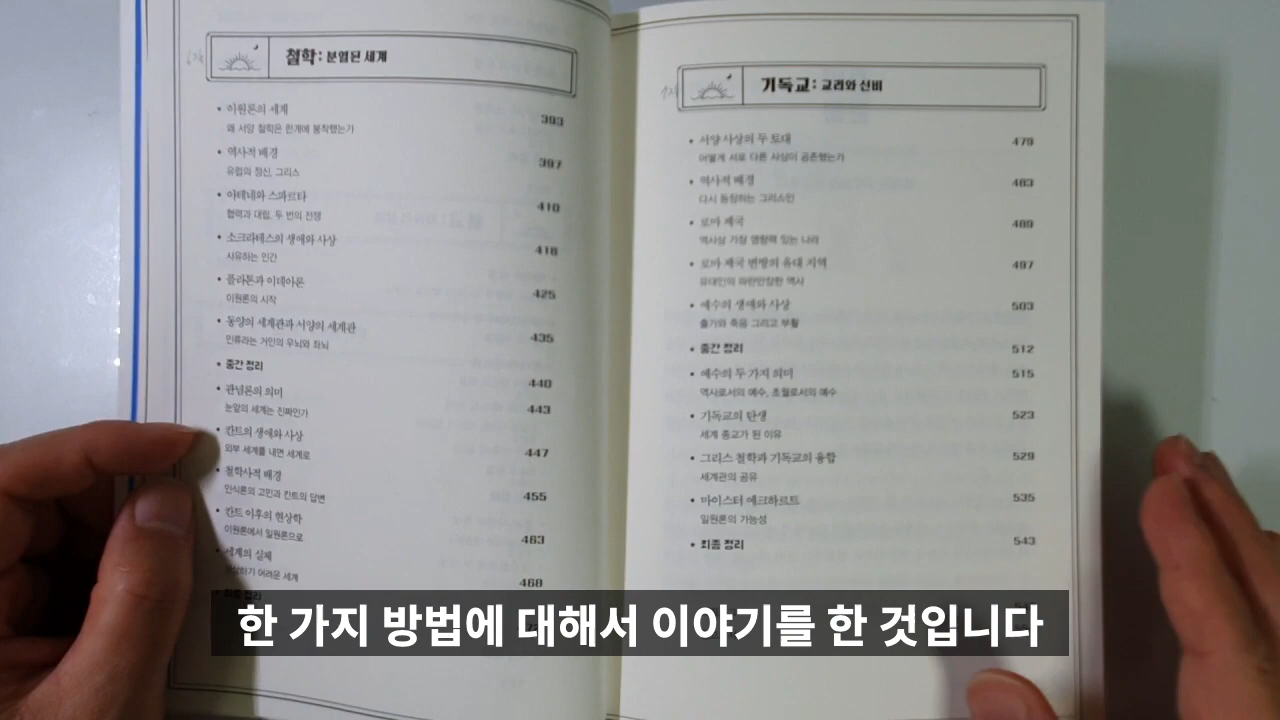 철학: 분열된 세계
• 이원론의 세계 393
왜 서양 철학은 한계에 봉착했는가
• 역사적 배경 397
유럽의 정신, 그리스
• 아테네와 스파르타 410
협력과 대립, 두 번의 전쟁
• 소크라테스의 생애와 사상 418
사유하는 인간
• 플라톤과 이데아론 425
이원론의 시작
• 동양의 세계관과 서양의 세계관 435
인류라는 거인의 우뇌와 좌뇌
• 중간 정리 440
• 관념론의 의미 443
눈앞의 세계는 진짜인가
• 칸트의 생애와 사상 447
외부 세계를 내면 세계로
• 철학사적 배경 455
인식론의 고민과 칸트의 답변
• 칸트 이후의 현상학 463
이원론에서 일원론으로
세계의 실체 468
어려운 세계
최종 정리
기독교: 교리와 신비
• 서양 사상의 두 토대 479
어떻게 서로 다른 사상이 공존했는가
• 역사적 배경 483
다시 등장하는 그리스인
• 로마 제국 489
역사상 가장 영향력 있는 나라
• 로마 제국 변방의 유대 지역 497
유대인의 파란만장한 역사
• 예수의 생애와 사상 503
출가와 죽음 그리고 부활
• 중간 정리 512
• 예수의 두 가지 의미 515
역사로서의 예수, 초월로서의 예수
• 기독교의 탄생 523
세계 종교가 된 이유
• 그리스 철학과 기독교의 융합 529
세계관의 공유
• 마이스터 에크하르트 535
일원론의 가능성
• 최종 정리 543
한 가지 방법에 대해서 이야기를 한 것입니다